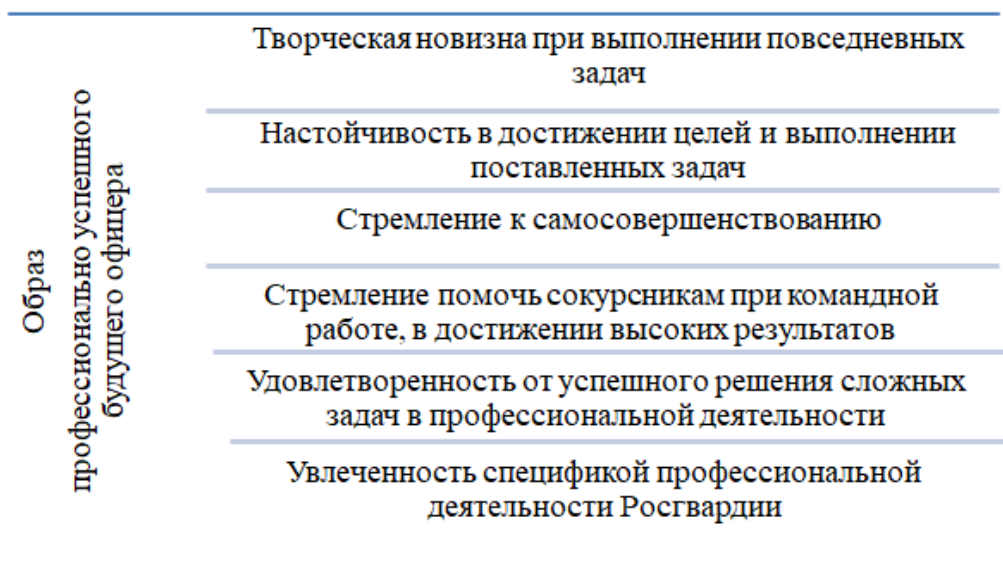 Образ
профессионально успешного
будущего офицера
Творческая новизна при выполнении повседневных
задач
Настойчивость в достижении целей и выполнении
поставленных задач
Стремление к самосовершенствованию
Стремление помочь сокурсникам при командной
работе, в достижении высоких результатов
Удовлетворенность от успешного решения сложных
задач в профессиональной деятельности
Увлеченность спецификой профессиональной
деятельности Росгвардии